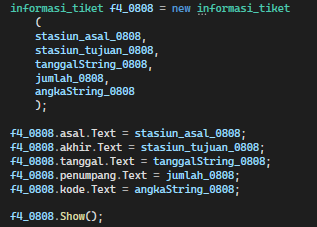 informasi_tiket f4_0808 = new informasi_tiket
(
stasiun_asal_0808,
stasiun_tujuan_0808,
tanggalString_0808,
jumlah_0808,
angkaString_0808
);
f4_0808.asal.Text = stasiun_asal_0808;
f4_0808.akhir.Text = stasiun_tujuan_0808;
f4_0808.tanggal.Text = tanggalString_0808;
f4_0808.penumpang.Text = jumlah_0808;
f4_0808.kode.Text = angkaString_0808;
f4_0808.Show();